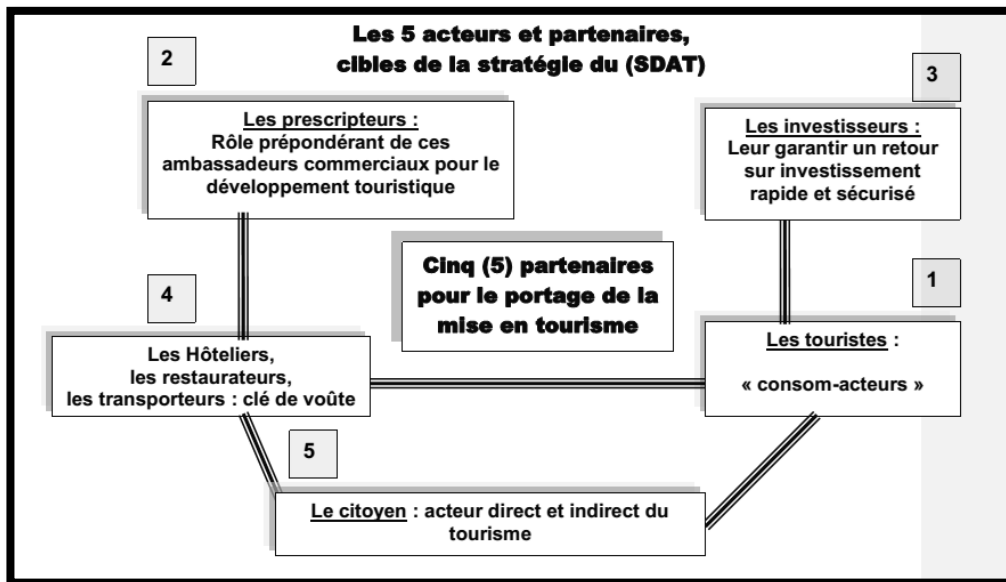 Les 5 acteurs et partenaires,
cibles de la stratégie du (SDAT)
2
3
Les prescripteurs :
Rôle prépondérant de ces
ambassadeurs commerciaux pour le
développement touristique
Les investisseurs :
Leur garantir un retour
sur investissement
rapide et sécurisé
Cinq (5) partenaires
pour le portage de la
mise en tourisme
4
1
Les Hôteliers,
les restaurateurs,
les transporteurs : clé de voûte
Les touristes :
« consom-acteurs »
5
Le citoyen : acteur direct et indirect du
tourisme